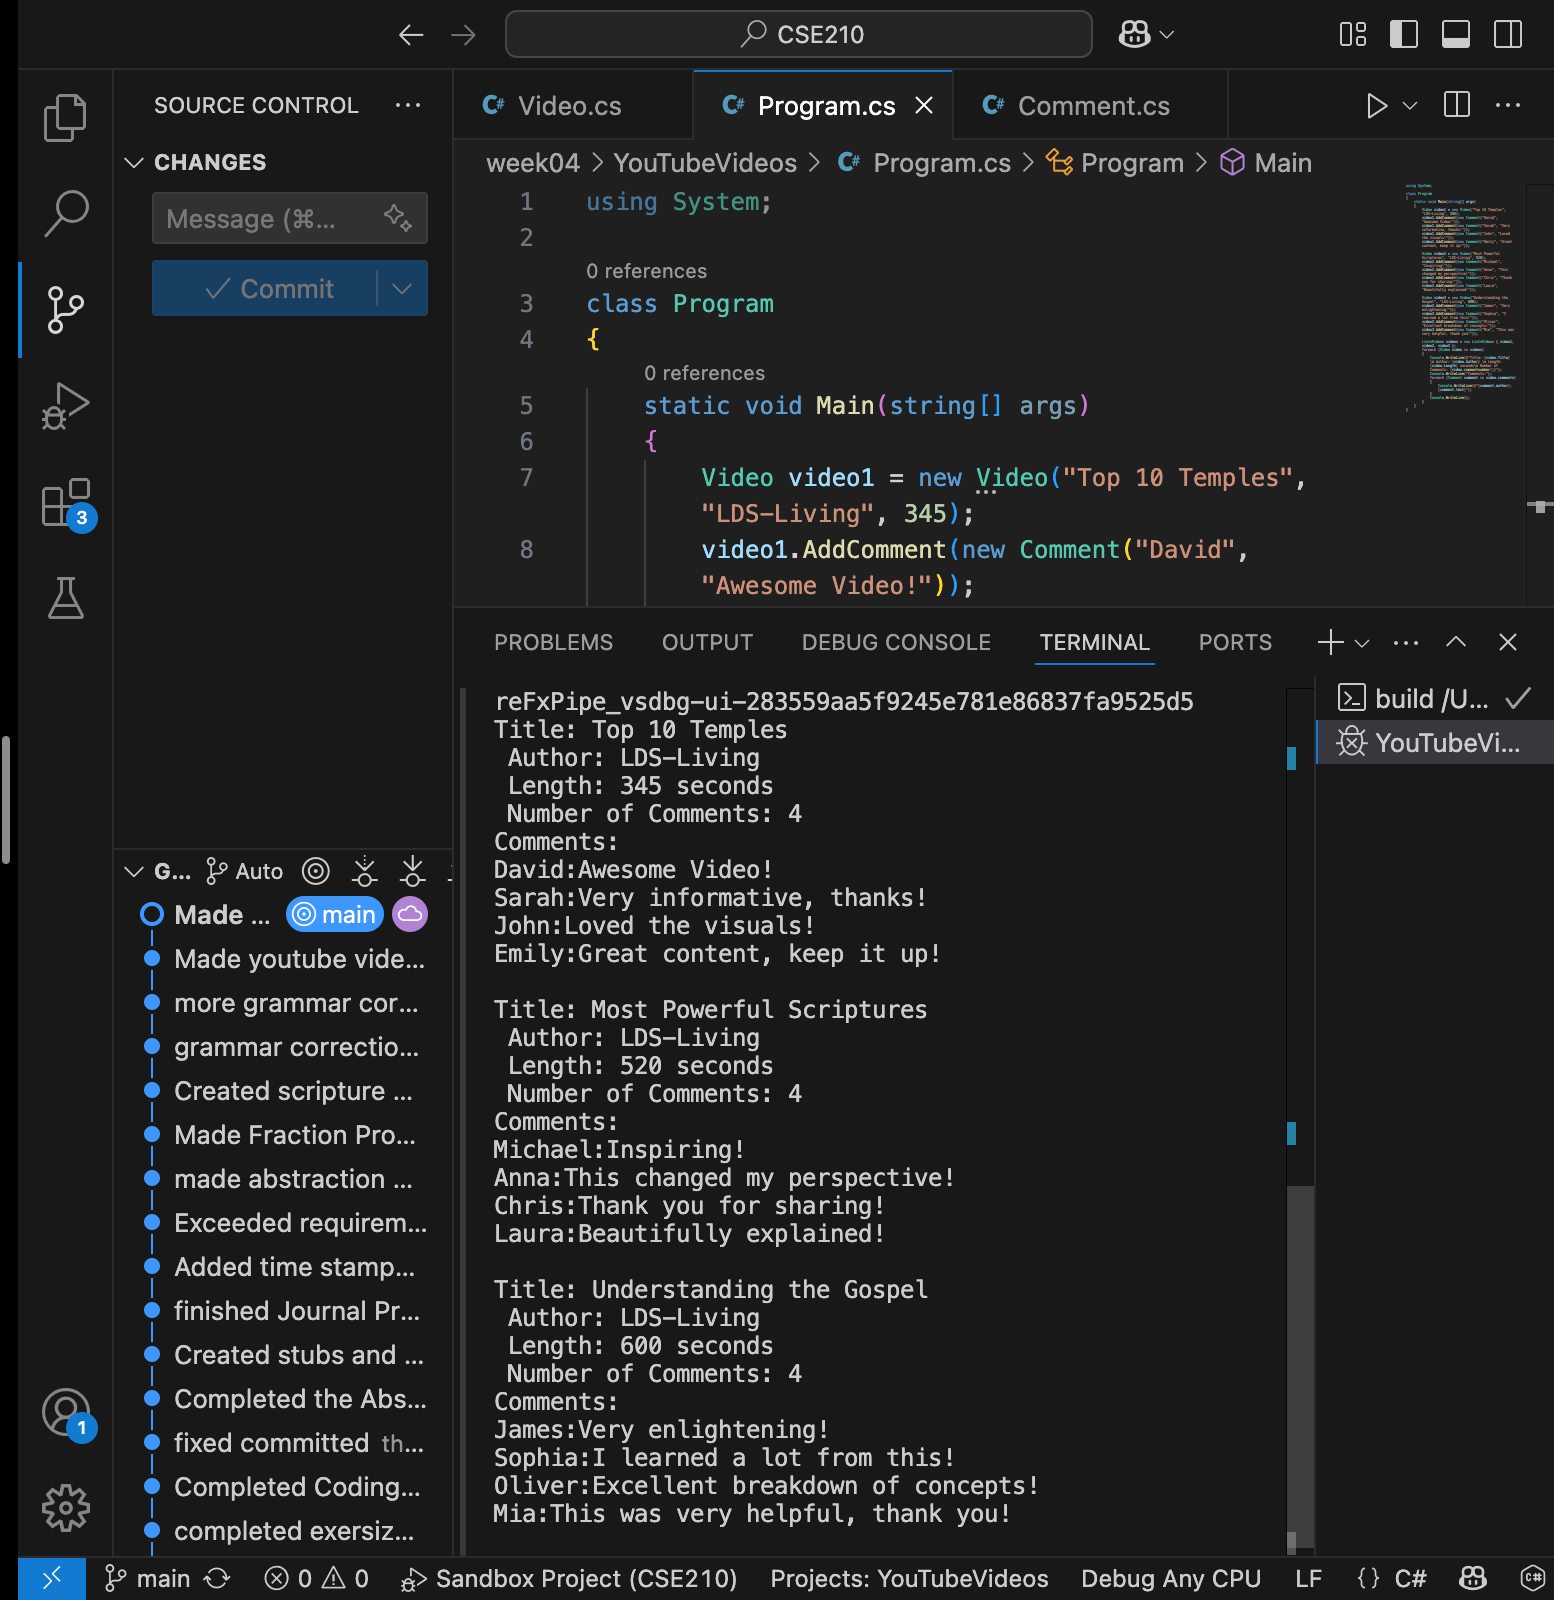 CSE210
SOURCE CONTROL
CHANGES
Message (⌘...
Commit
3
1
G...
Auto
Made ...
main
Made youtube vide...
more grammar cor...
grammar correctio...
Created scripture ...
Made Fraction Pro...
made abstraction ...
Exceeded requirem...
Added time stamp...
finished Journal Pr...
Created stubs and ...
Completed the Abs...
fixed committed th...
Completed Coding...
completed exersiz...
C# Video.cs
C# Program.cs
C# Comment.cs
week04 > YouTubeVideos > C# Program.cs > Program > Main
1 using System;
2
0 references
3 class Program
4 {
0 references
5 static void Main(string[] args)
6 {
7 Video video1 = new Video("Top 10 Temples",
"LDS-Living", 345);
8 video1.AddComment(new Comment("David",
"Awesome Video!"));
PROBLEMS
OUTPUT
DEBUG CONSOLE
TERMINAL
PORTS
reFxPipe_vsdbg-ui-283559aa5f9245e781e86837fa9525d5
Title: Top 10 Temples
Author: LDS-Living
Length: 345 seconds
Number of Comments: 4
Comments:
David:Awesome Video!
Sarah:Very informative, thanks!
John:Loved the visuals!
Emily:Great content, keep it up!
Title: Most Powerful Scriptures
Author: LDS-Living
Length: 520 seconds
Number of Comments: 4
Comments:
Michael:Inspiring!
Anna:This changed my perspective!
Chris:Thank you for sharing!
Laura:Beautifully explained!
Title: Understanding the Gospel
Author: LDS-Living
Length: 600 seconds
Number of Comments: 4
Comments:
James:Very enlightening!
Sophia:I learned a lot from this!
Oliver:Excellent breakdown of concepts!
Mia:This was very helpful, thank you!
build /U...
YouTubeVi...
main
0
0
Sandbox Project (CSE210)
Projects: YouTubeVideos
Debug Any CPU
LF
{} C#